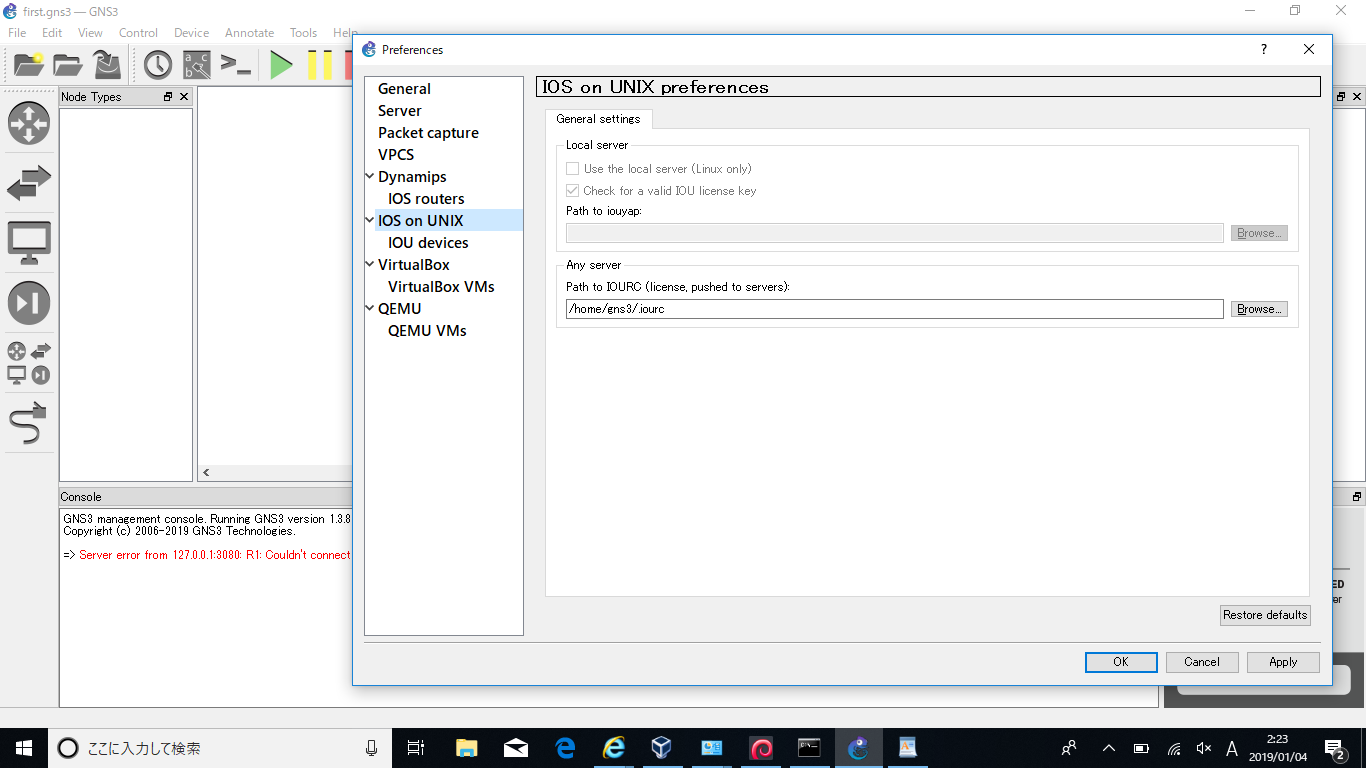 first.gns3 — GNS3
File Edit View Control Device Annotate Tools Help
Node Types
Preferences
General
Server
Packet capture
VPCS
Dynamips
IOS routers
IOS on UNIX
IOU devices
VirtualBox
VirtualBox VMs
QEMU
QEMU VMs
IOS on UNIX preferences
General settings
Local server
Use the local server (Linux only)
Check for a valid IOU license key
Path to iouyap:
Browse...
Any server
Path to IOURC (license, pushed to servers):
/home/gns3/.iourc
Browse...
Restore defaults
OK Cancel Apply
Console
GNS3 management console. Running GNS3 version 1.3.8
Copyright (c) 2006-2019 GNS3 Technologies.
=> Server error from 127.0.0.1:3080: R1: Couldn't connect
ED
er
ここに入力して検索
A
2:23
2019/01/04
2